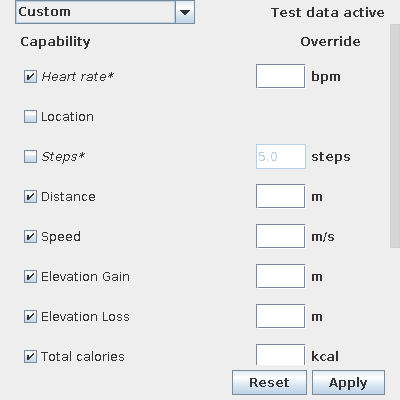 Custom Test data active
Capability Override
Heart rate* bpm
Location
Steps* 5.0 steps
Distance m
Speed m/s
Elevation Gain m
Elevation Loss m
Total calories kcal
Reset Apply